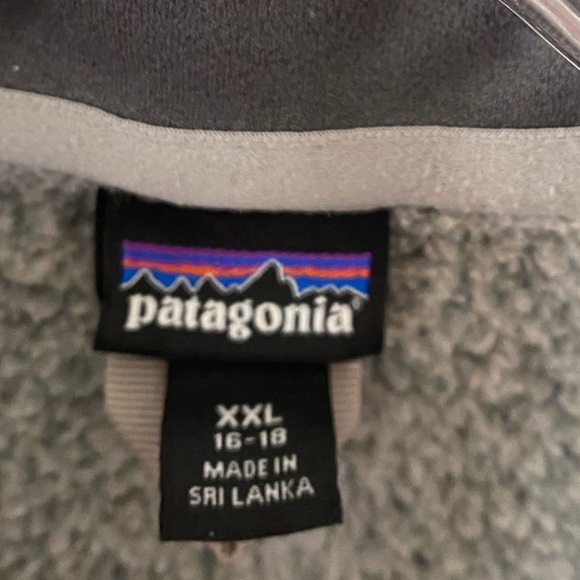 patagonia®
XXL
16-18
MADE IN
SRI LANKA